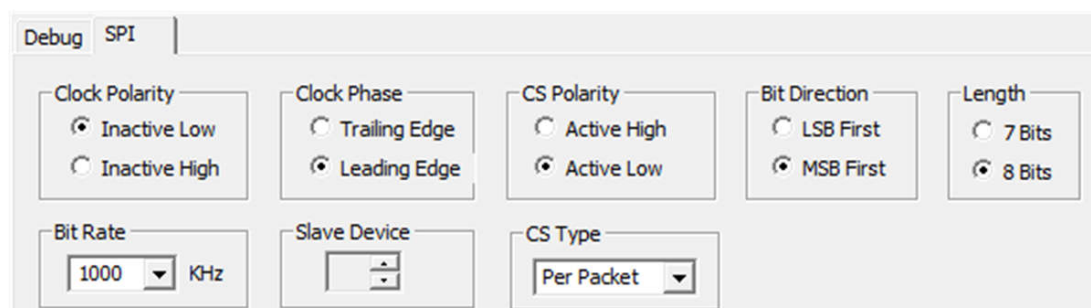 Debug SPI
Clock Polarity
Inactive Low
Inactive High
Clock Phase
Trailing Edge
Leading Edge
CS Polarity
Active High
Active Low
Bit Direction
LSB First
MSB First
Length
7 Bits
8 Bits
Bit Rate
1000 KHz
Slave Device
CS Type
Per Packet